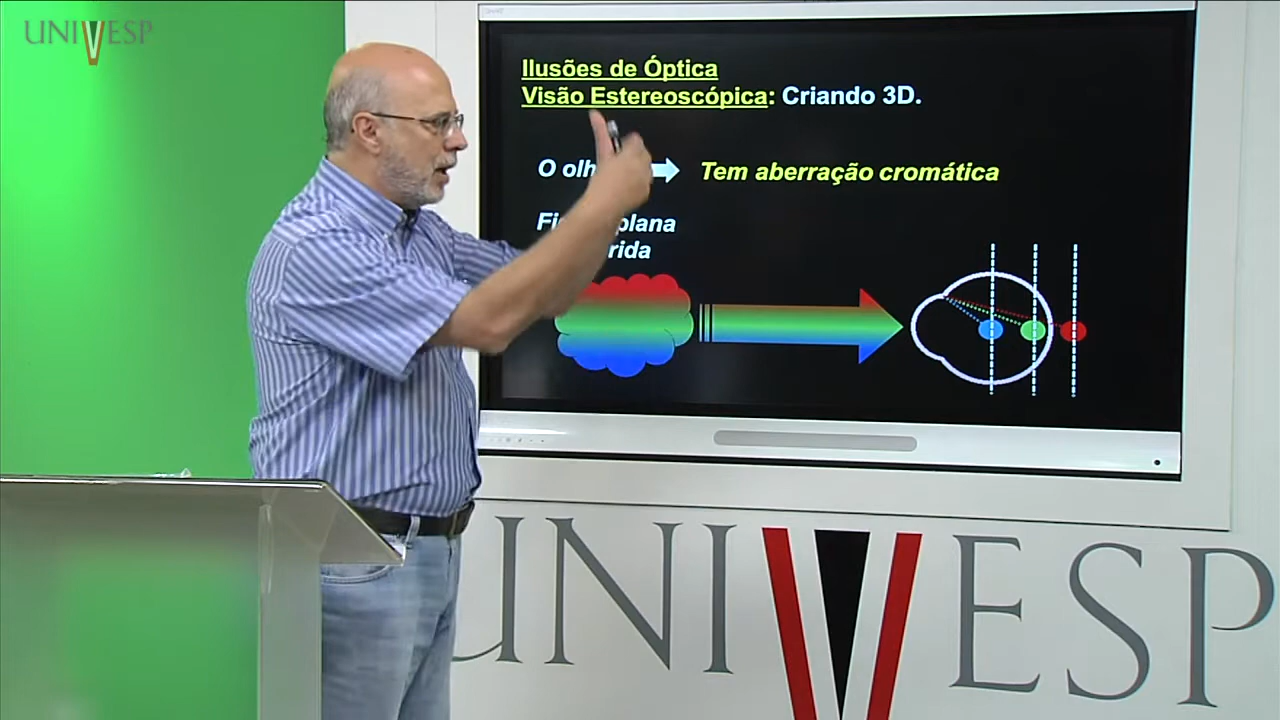 UNIVESP
Ilusões de Óptica
Visão Estereoscópica: Criando 3D.
Tem aberração cromática
UNIVESP